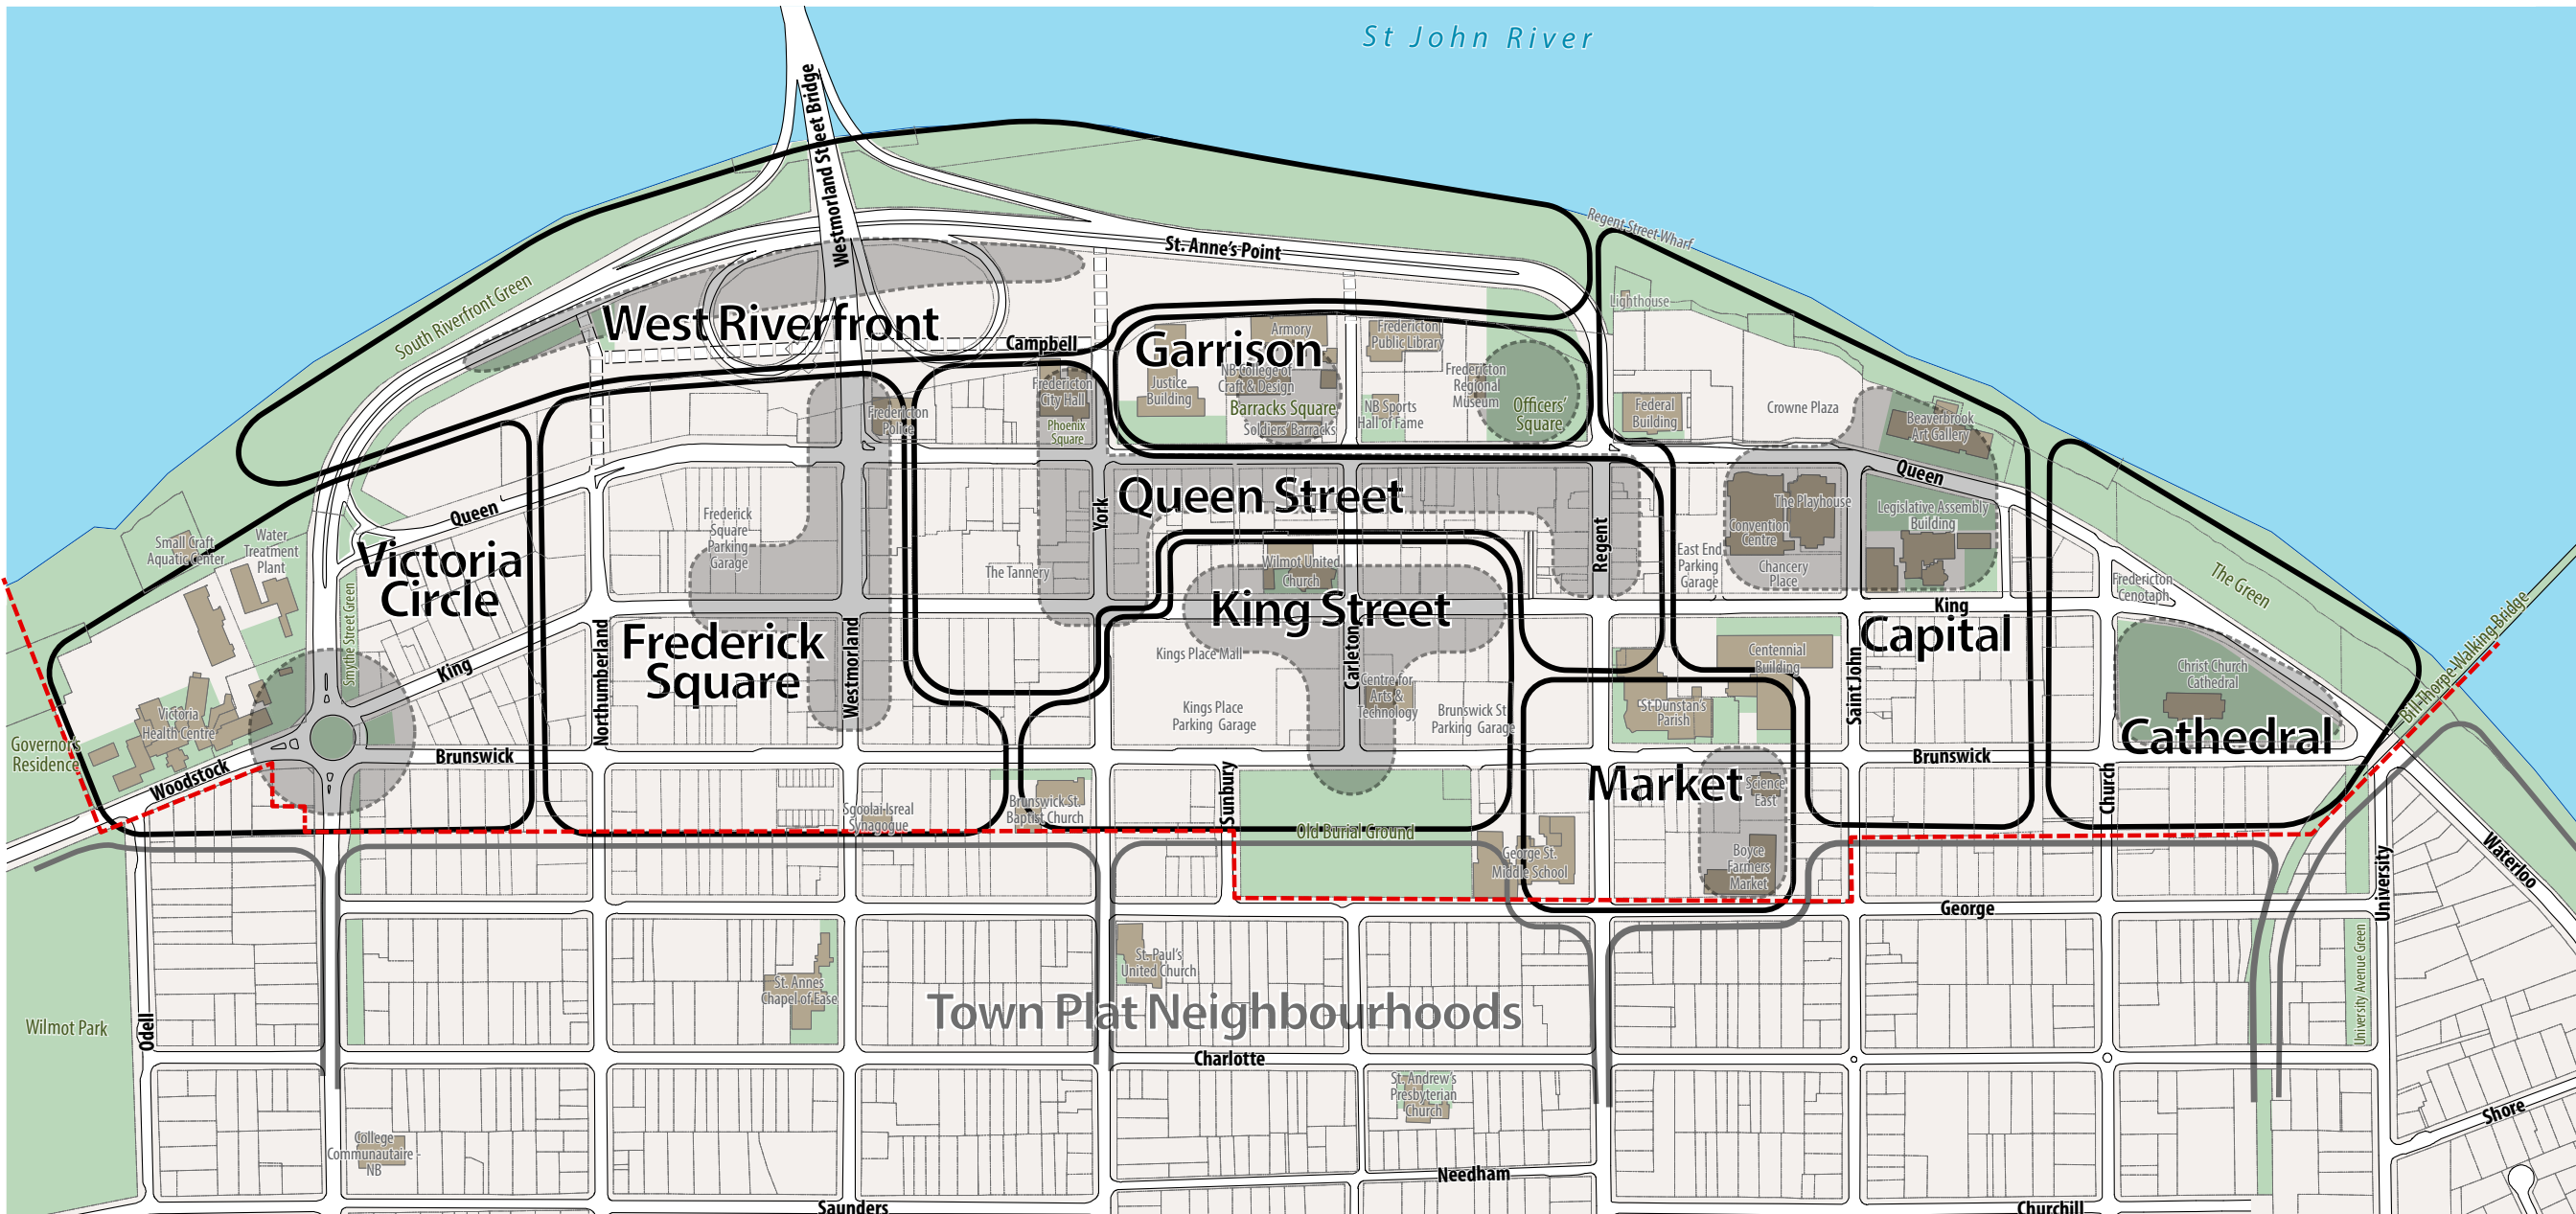 St John River
Westmorland Street Bridge
Regent Street Wharf
St. Anne's Point
South Riverfront Green
Lighthouse
West Riverfront
Campbell
Garrison
Armory
Fredericton
Public Library
NB College of
Craft & Design
Justice
Building
Barracks Square
Soldiers' Barracks
Fredericton
Regional
Museum
NB Sports
Hall of Fame
Officers'
Square
Fredericton
City Hall
Phoenix
Square
Fredericton
Police
Federal
Building
Crowne Plaza
Beaverbrook
Art Gallery
Queen
Queen
Queen Street
York
Regent
Frederick
Square
Parking
Garage
The Tannery
Wilmot United
Church
East End
Parking
Garage
Convention
Centre
The Playhouse
Chancery
Place
Legislative Assembly
Building
Small Craft
Aquatic Center
Water
Treatment
Plant
Victoria
Circle
Smythe Street Green
King
King
King Street
Capital
Fredericton
Cenotaph
The Green
Bill Thorpe Walking Bridge
Frederick
Square
Northumberland
Westmorland
Kings Place Mall
Kings Place
Parking Garage
Carleton
Centre for
Arts &
Technology
Brunswick St.
Parking Garage
Centennial
Building
St Dunstan's
Parish
Saint John
Christ Church
Cathedral
Cathedral
Victoria
Health Centre
Governor's
Residence
Woodstock
Brunswick
Brunswick
Market
Science
East
Sunbury
Church
Sgoolai Isreal
Synagogue
Brunswick St.
Baptist Church
Old Burial Ground
George St.
Middle School
Boyce
Farmers
Market
George
University
Waterloo
University Avenue Green
St. Annes
Chapel of Ease
St. Paul's
United Church
Town Plat Neighbourhoods
Wilmot Park
Odell
Charlotte
St. Andrew's
Presbyterian
Church
College
Communautaire -
NB
Needham
Shore
Saunders
Churchill